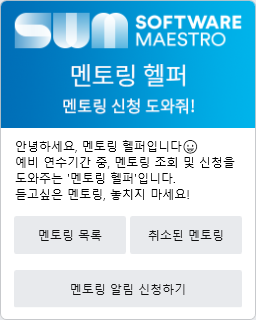 SWM SOFTWARE
MAESTRO
멘토링 헬퍼
멘토링 신청 도와줘!
안녕하세요, 멘토링 헬퍼입니다😀
예비 연수기간 중, 멘토링 조회 및 신청을
도와주는 '멘토링 헬퍼'입니다.
듣고싶은 멘토링, 놓치지 마세요!
멘토링 목록
취소된 멘토링
멘토링 알림 신청하기